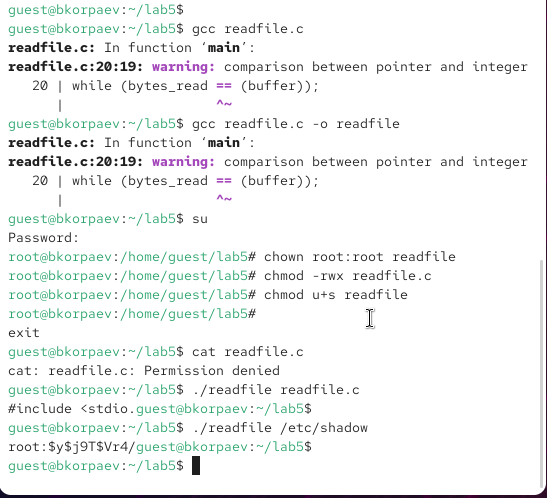 guest@bkorpaev:~/lab5$
guest@bkorpaev:~/lab5$ gcc readfile.c
readfile.c: In function ‘main’:
readfile.c:20:19: warning: comparison between pointer and integer
   20 | while (bytes_read == (buffer));
      |                   ^~
guest@bkorpaev:~/lab5$ gcc readfile.c -o readfile
readfile.c: In function ‘main’:
readfile.c:20:19: warning: comparison between pointer and integer
   20 | while (bytes_read == (buffer));
      |                   ^~
guest@bkorpaev:~/lab5$ su
Password:
root@bkorpaev:/home/guest/lab5# chown root:root readfile
root@bkorpaev:/home/guest/lab5# chmod -rwx readfile.c
root@bkorpaev:/home/guest/lab5# chmod u+s readfile
root@bkorpaev:/home/guest/lab5#
exit
guest@bkorpaev:~/lab5$ cat readfile.c
cat: readfile.c: Permission denied
guest@bkorpaev:~/lab5$ ./readfile readfile.c
#include <stdio.guest@bkorpaev:~/lab5$
guest@bkorpaev:~/lab5$ ./readfile /etc/shadow
root:$y$j9T$Vr4/guest@bkorpaev:~/lab5$
guest@bkorpaev:~/lab5$